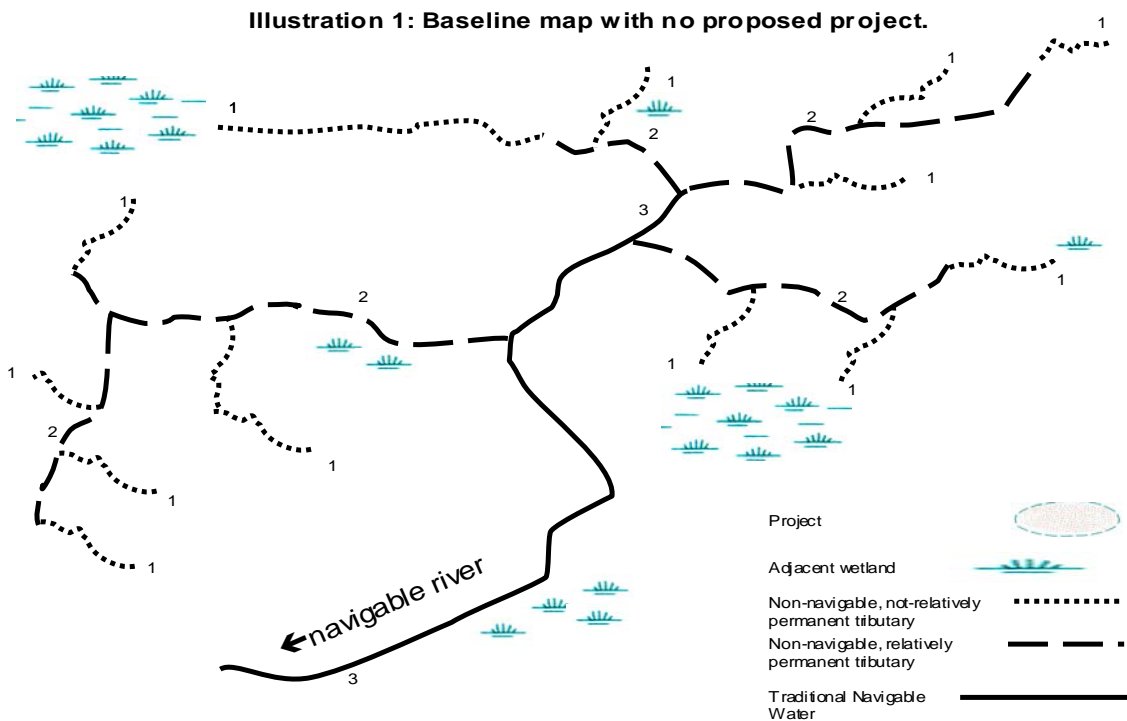 Illustration 1: Baseline map with no proposed project.
1
1
1
1
2
2
1
1
3
1
2
2
1
1
1
1
2
1
1
1
navigable river
3
Project
Adjacent wetland
Non-navigable, not-relatively
permanent tributary
Non-navigable, relatively
permanent tributary
Traditional Navigable
Water